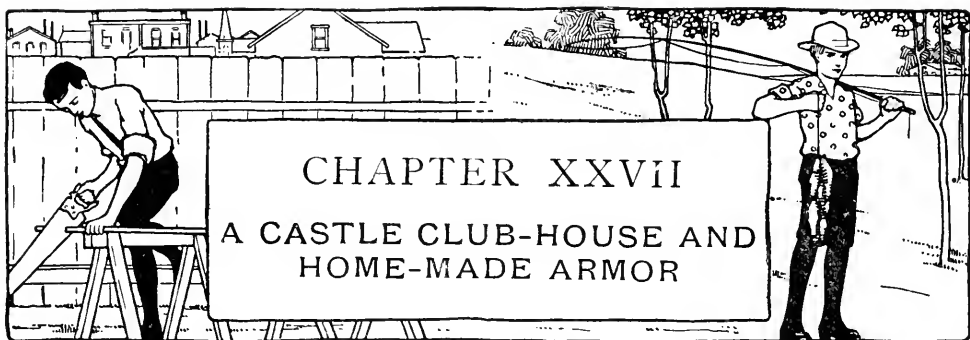 CHAPTER XXVII
A CASTLE CLUB-HOUSE AND
HOME-MADE ARMOR